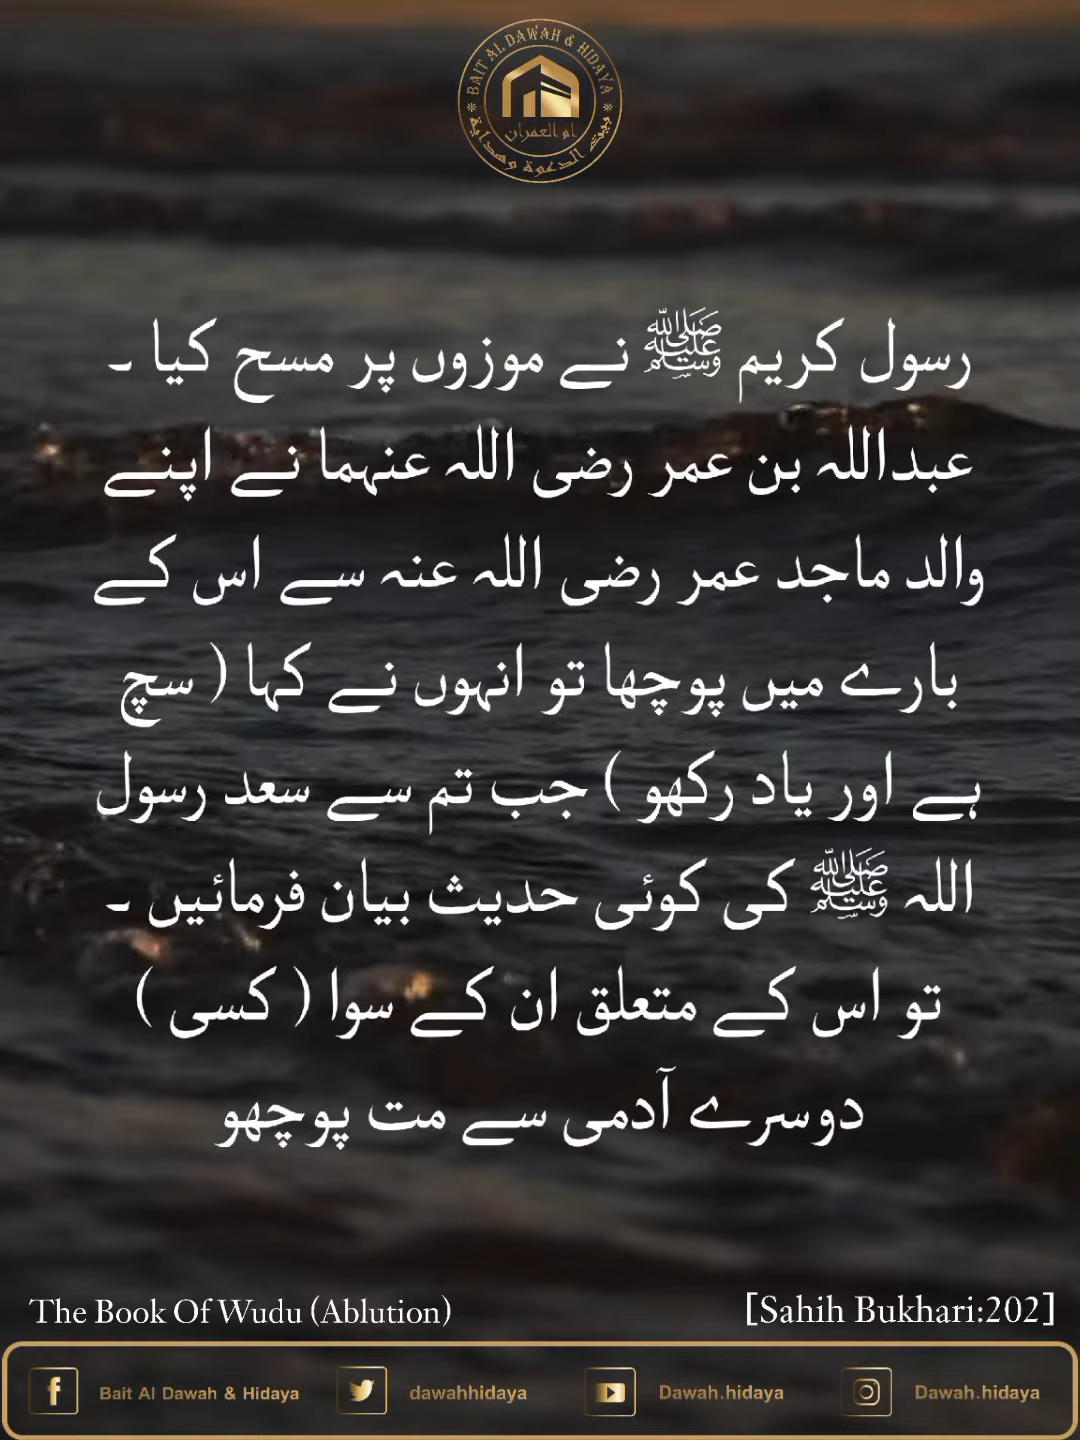 BAIT AL DAWAH & HIDAYA
ام العمران
بيت الدعوة وهداية
رسول کریم ﷺ نے موزوں پر مسح کیا ۔
عبداللہ بن عمر رضی اللہ عنہما نے اپنے
والد ماجد عمر رضی اللہ عنہ سے اس کے
بارے میں پوچھا تو انہوں نے کہا ( سچ
ہے اور یاد رکھو ) جب تم سے سعد رسول
اللہ ﷺ کی کوئی حدیث بیان فرمائیں ۔
تو اس کے متعلق ان کے سوا ( کسی )
دوسرے آدمی سے مت پوچھو
The Book Of Wudu (Ablution) [Sahih Bukhari:202]
Bait Al Dawah & Hidaya dawahhidaya Dawah.hidaya Dawah.hidaya